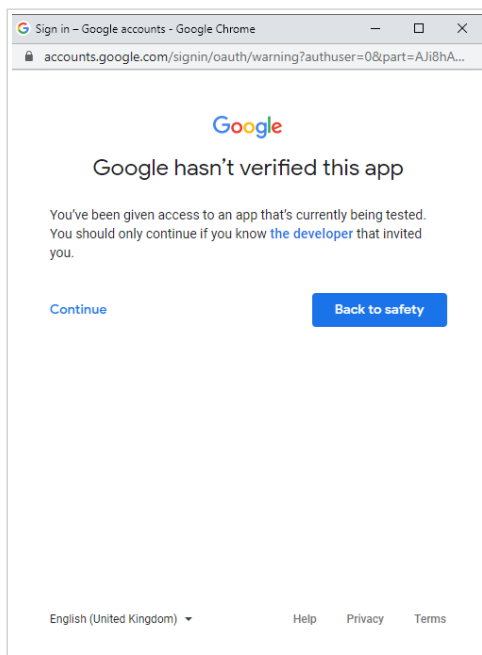 Sign in – Google accounts - Google Chrome
accounts.google.com/signin/oauth/warning?authuser=0&part=AJi8hA...
Google
Google hasn't verified this app
You've been given access to an app that's currently being tested.
You should only continue if you know the developer that invited
you.
Continue
Back to safety
English (United Kingdom)
Help Privacy Terms